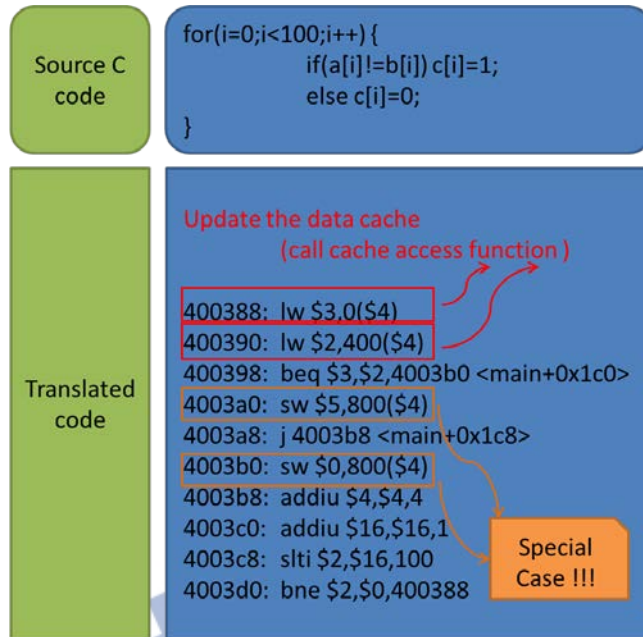 Source C
code
for(i=0;i<100;i++) {
if(a[i]!=b[i]) c[i]=1;
else c[i]=0;
}
Translated
code
Update the data cache
(call cache access function )
400388: lw $3,0($4)
400390: lw $2,400($4)
400398: beq $3,$2,4003b0 <main+0x1c0>
4003a0: sw $5,800($4)
4003a8: j 4003b8 <main+0x1c8>
4003b0: sw $0,800($4)
4003b8: addiu $4,$4,4
4003c0: addiu $16,$16,1
4003c8: slti $2,$16,100
4003d0: bne $2,$0,400388
Special
Case !!!